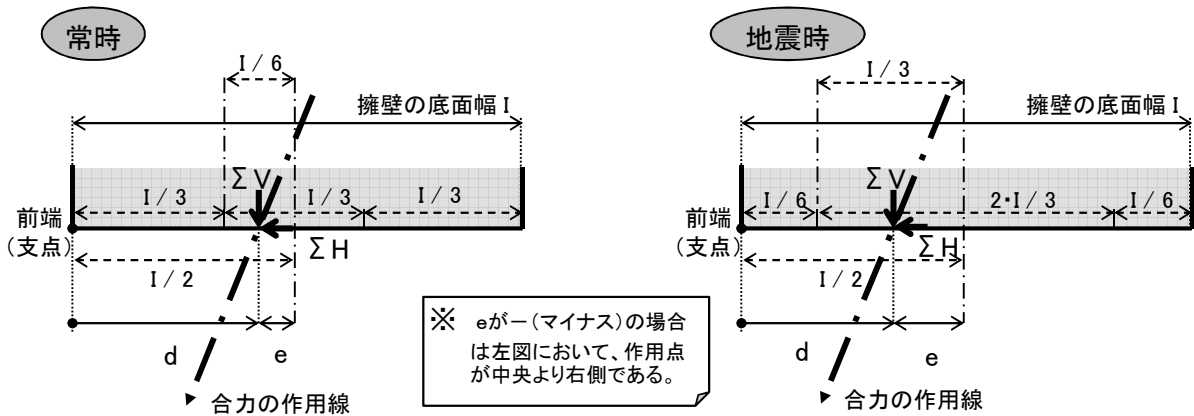 常時
I / 6
擁壁の底面幅 I
ΣV
I / 3
I / 3
I / 3
前端
(支点)
ΣH
I / 2
d
e
合力の作用線
※ eが－(マイナス)の場合
は左図において、作用点
が中央より右側である。
地震時
I / 3
擁壁の底面幅 I
ΣV
I / 6
2・I / 3
I / 6
前端
(支点)
ΣH
I / 2
d
e
合力の作用線